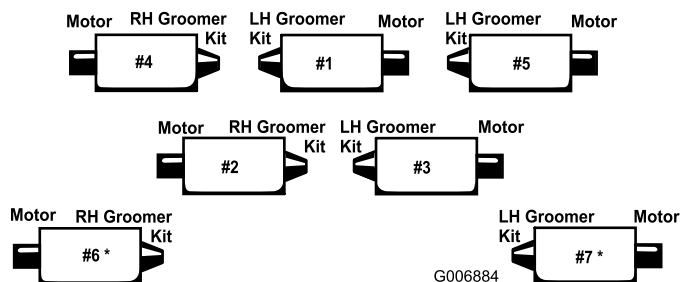 Motor RH Groomer Kit LH Groomer Kit Motor LH Groomer Kit Motor
#4 #1 #5
Motor RH Groomer Kit LH Groomer Kit Motor
#2 #3
Motor RH Groomer Kit LH Groomer Kit Motor
#6 * #7 *
G006884